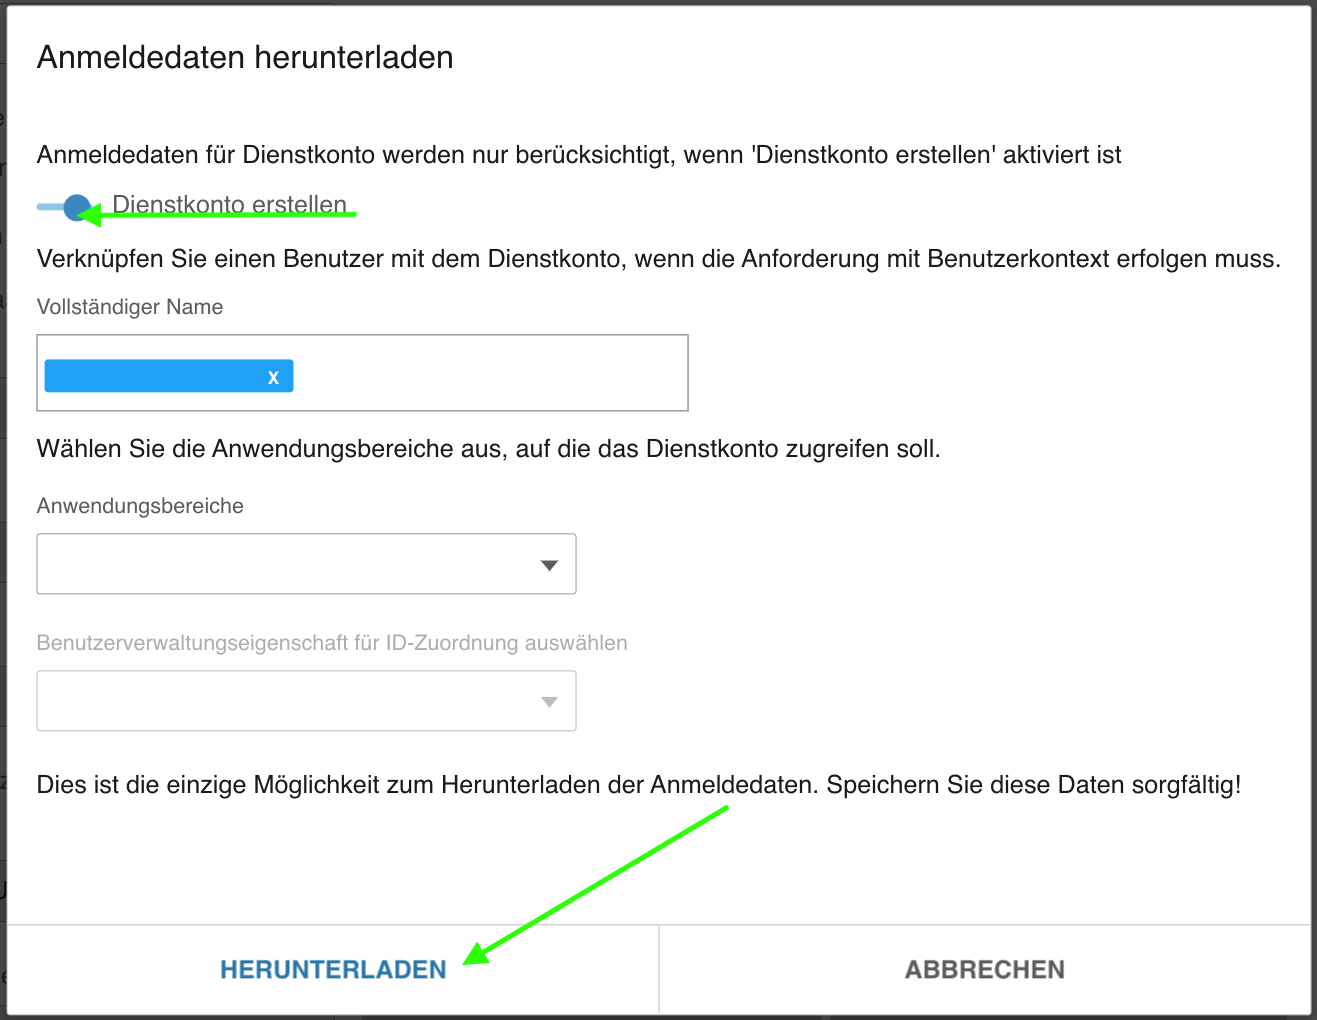 Anmeldedaten herunterladen
Anmeldedaten für Dienstkonto werden nur berücksichtigt, wenn 'Dienstkonto erstellen' aktiviert ist
Dienstkonto erstellen
Verknüpfen Sie einen Benutzer mit dem Dienstkonto, wenn die Anforderung mit Benutzerkontext erfolgen muss.
Vollständiger Name
x
Wählen Sie die Anwendungsbereiche aus, auf die das Dienstkonto zugreifen soll.
Anwendungsbereiche
Benutzerverwaltungseigenschaft für ID-Zuordnung auswählen
Dies ist die einzige Möglichkeit zum Herunterladen der Anmeldedaten. Speichern Sie diese Daten sorgfältig!
HERUNTERLADEN
ABBRECHEN